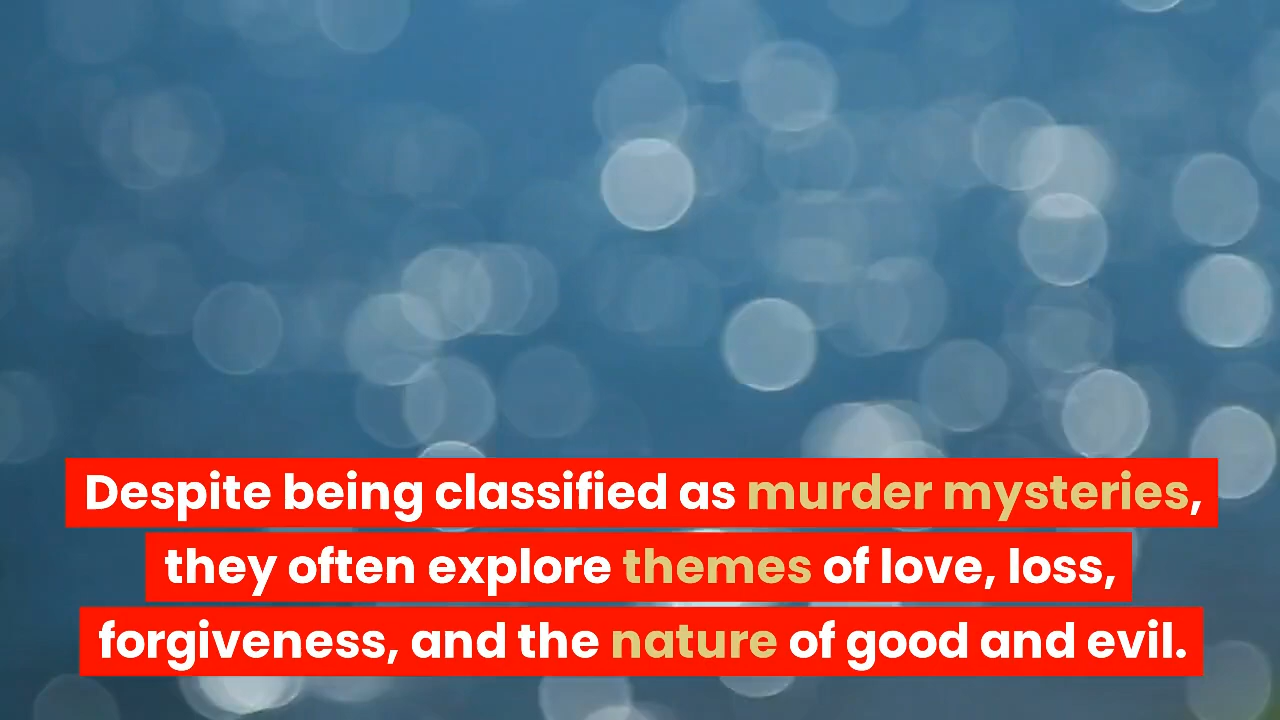 Despite being classified as murder mysteries,
they often explore themes of love, loss,
forgiveness, and the nature of good and evil.